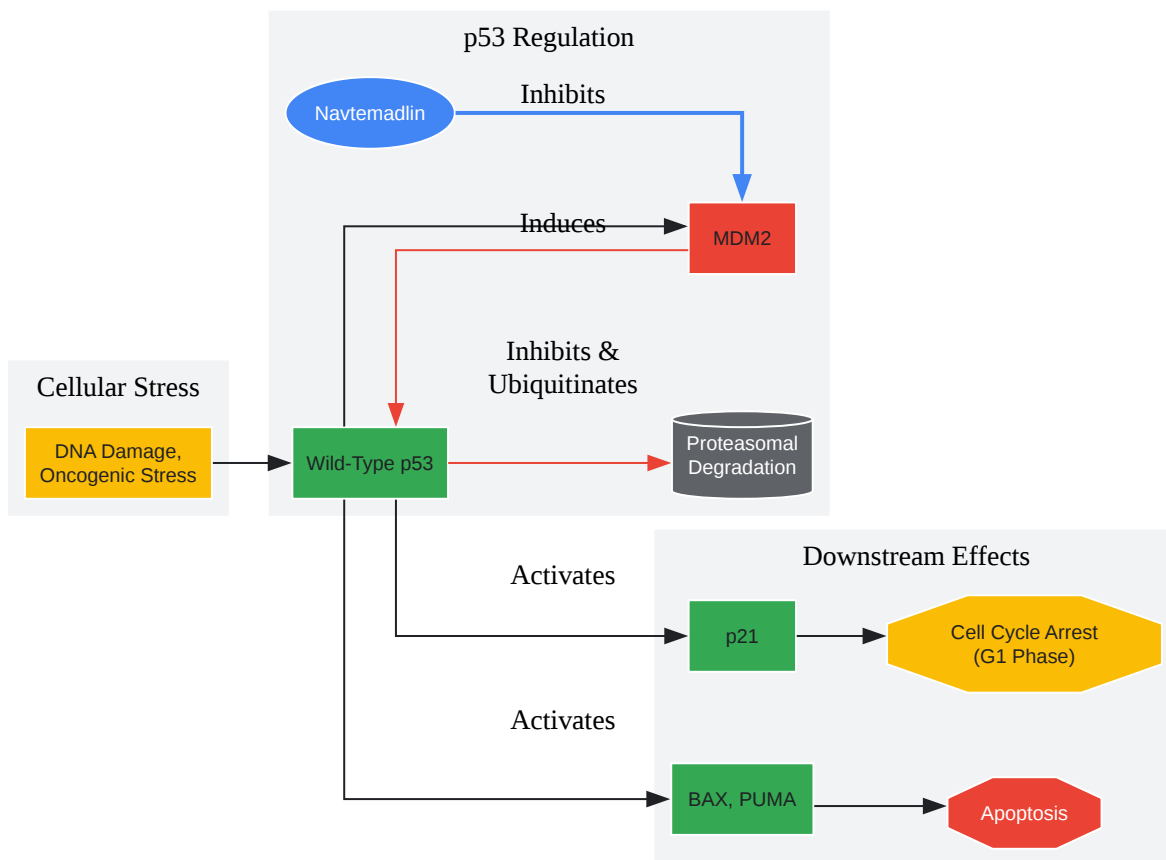 p53 Regulation
Navtemadlin
Inhibits
Induces
MDM2
Inhibits &
Ubiquitinates
Cellular Stress
DNA Damage,
Oncogenic Stress
Wild-Type p53
Proteasomal
Degradation
Downstream Effects
Activates
p21
Cell Cycle Arrest
(G1 Phase)
Activates
BAX, PUMA
Apoptosis